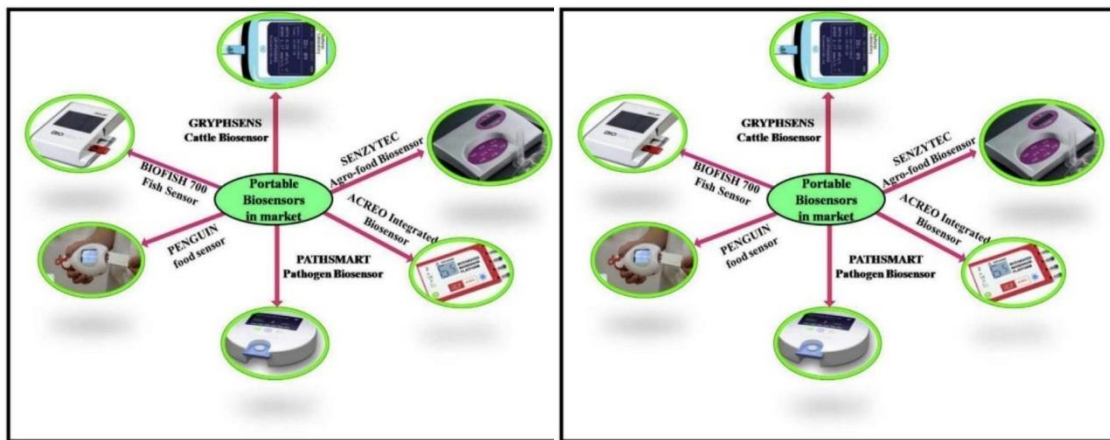 GRYPHSENS
Cattle Biosensor
SENZYTEC
Agro-food Biosensor
BIOFISH 700
Fish Sensor
Portable
Biosensors
in market
ACREO Integrated
Biosensor
PENGUIN
food sensor
PATHSMART
Pathogen Biosensor
GRYPHSENS
Cattle Biosensor
SENZYTEC
Agro-food Biosensor
BIOFISH 700
Fish Sensor
Portable
Biosensors
in market
ACREO Integrated
Biosensor
PENGUIN
food sensor
PATHSMART
Pathogen Biosensor